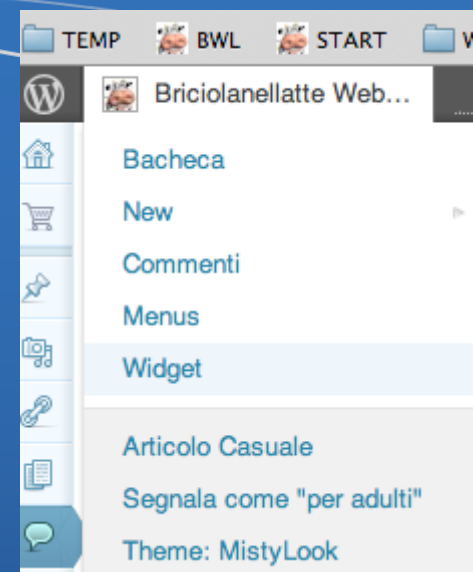 TEMP BWL START
Briciolanellatte Web...
Bacheca
New
Commenti
Menus
Widget
Articolo Casuale
Segnala come "per adulti"
Theme: MistyLook